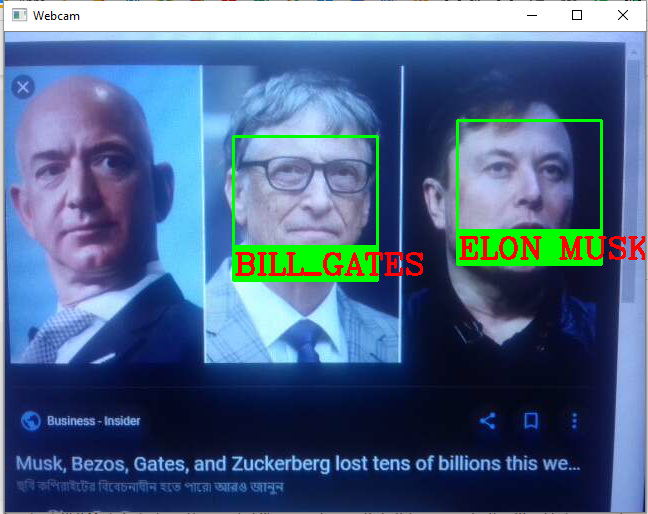 Webcam
BILL_GATES
ELON MUSK
Business - Insider
Musk, Bezos, Gates, and Zuckerberg lost tens of billions this we...
ছবি কপিরাইটের বিবেচনাধীন হতে পারে৷ আরও জানুন